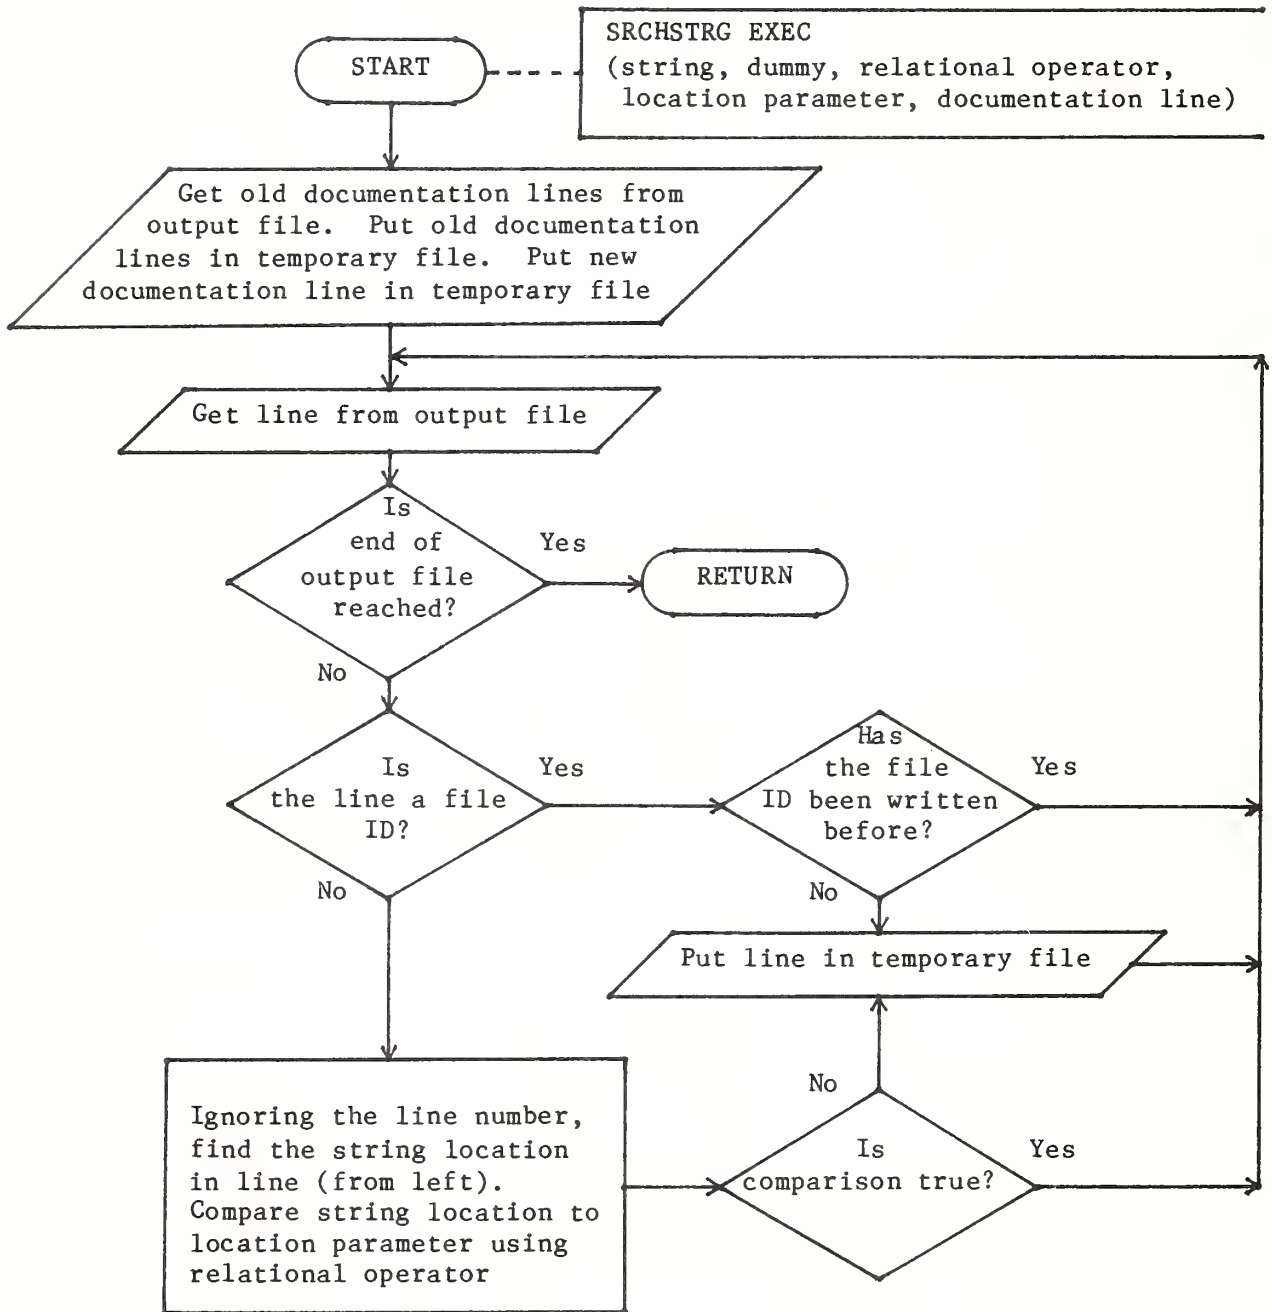 START
SRCHSTRG EXEC
(string, dummy, relational operator,
location parameter, documentation line)
Get old documentation lines from
output file. Put old documentation
lines in temporary file. Put new
documentation line in temporary file
Get line from output file
Is
end of
output file
reached?
Yes
RETURN
No
Is
the line a file
ID?
Yes
Has
the file
ID been written
before?
Yes
No
No
Put line in temporary file
Ignoring the line number,
find the string location
in line (from left).
Compare string location to
location parameter using
relational operator
No
Is
comparison true?
Yes